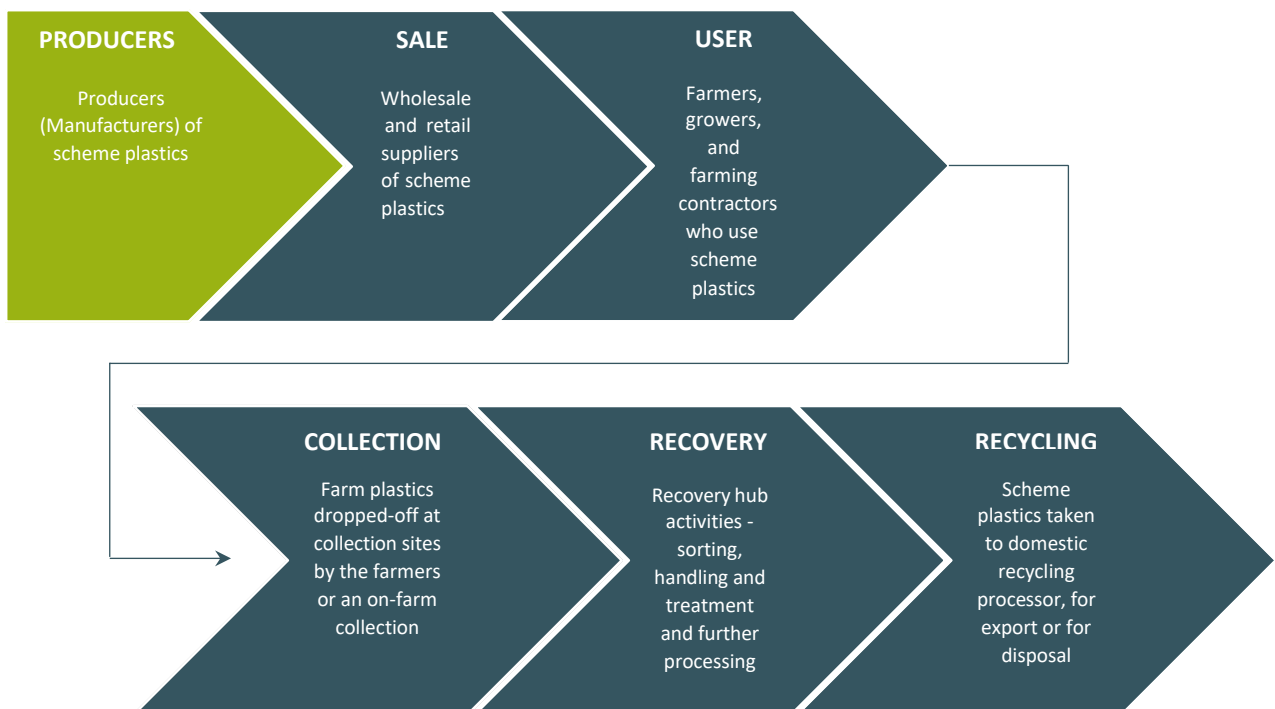 PRODUCERS
Producers
(Manufacturers) of
scheme plastics
SALE
Wholesale
and retail
suppliers
of scheme
plastics
USER
Farmers,
growers,
and
farming
contractors
who use
scheme
plastics
COLLECTION
Farm plastics
dropped-off at
collection sites
by the farmers
or an on-farm
collection
RECOVERY
Recovery hub
activities -
sorting,
handling and
treatment
and further
processing
RECYCLING
Scheme
plastics taken
to domestic
recycling
processor, for
export or for
disposal